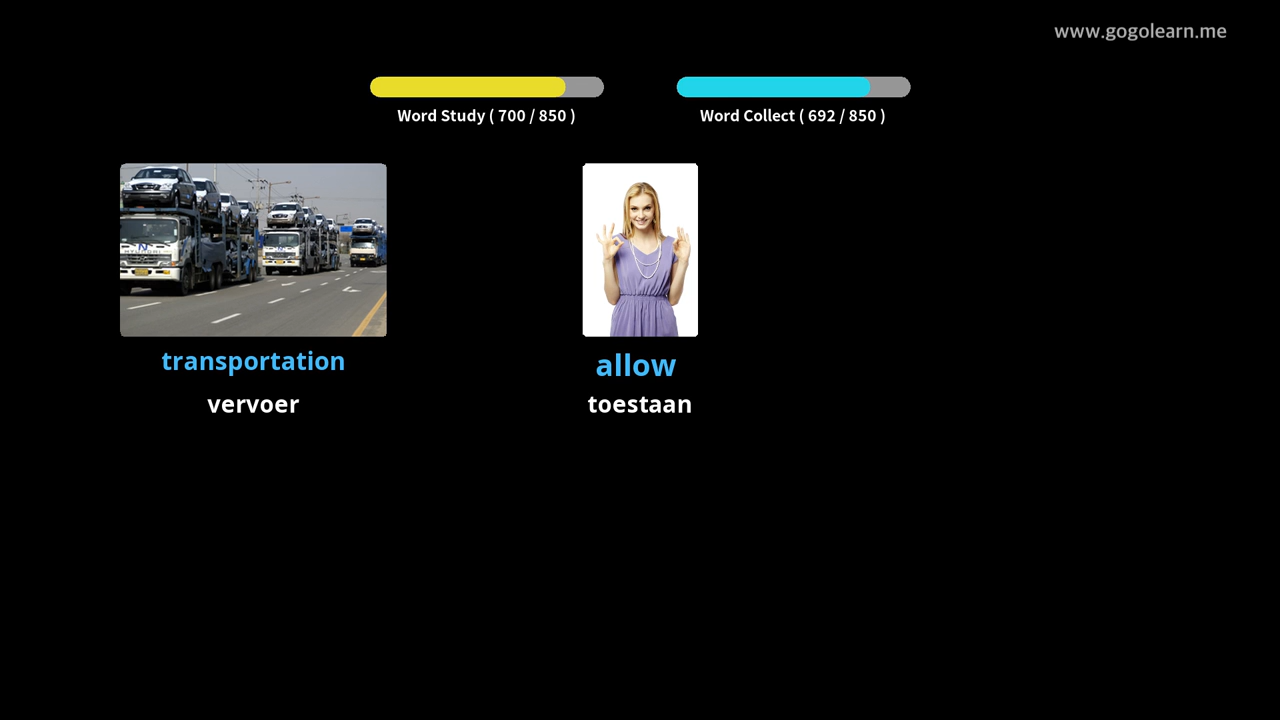 www.gogolearn.me
Word Study ( 700 / 850 )
Word Collect ( 692 / 850 )
transportation
vervoer
allow
toestaan